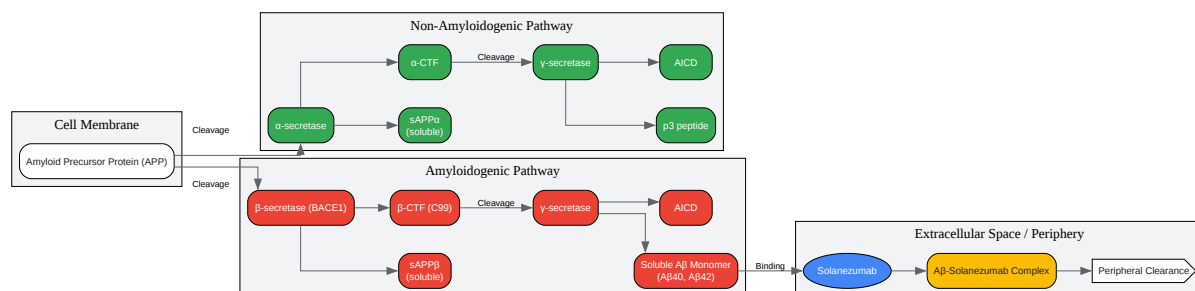 Non-Amyloidogenic Pathway
α-CTF
Cleavage
γ-secretase
AICD
α-secretase
sAPPα
(soluble)
p3 peptide
Cell Membrane
Amyloid Precursor Protein (APP)
Cleavage
Cleavage
Amyloidogenic Pathway
β-secretase (BACE1)
β-CTF (C99)
Cleavage
γ-secretase
AICD
sAPPβ
(soluble)
Soluble Aβ Monomer
(Aβ40, Aβ42)
Binding
Extracellular Space / Periphery
Solanezumab
Aβ-Solanezumab Complex
Peripheral Clearance